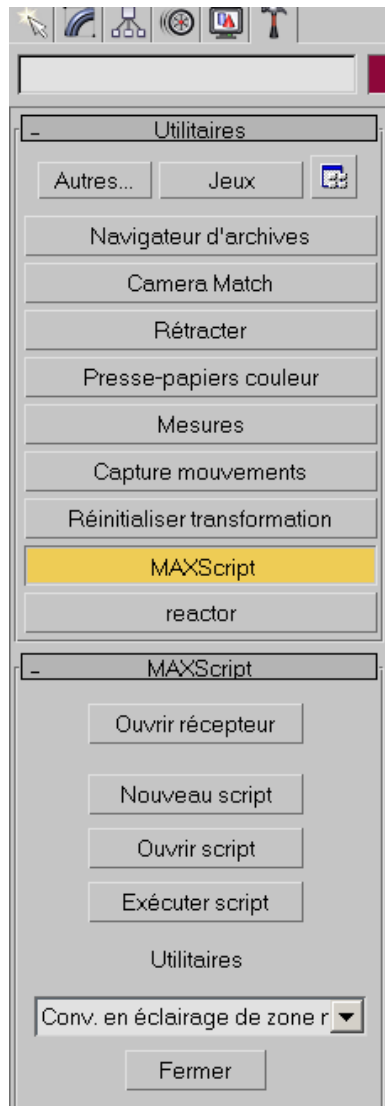 Utilitaires
Autres... Jeux
Navigateur d'archives
Camera Match
Rétracter
Presse-papiers couleur
Mesures
Capture mouvements
Réinitialiser transformation
MAXScript
reactor
MAXScript
Ouvrir récepteur
Nouveau script
Ouvrir script
Exécuter script
Utilitaires
Conv. en éclairage de zone r
Fermer